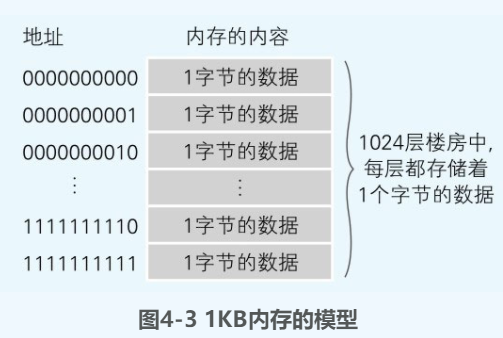 地址 内存的内容
0000000000 1字节的数据
0000000001 1字节的数据
0000000010 1字节的数据
⋮ ⋮
1111111110 1字节的数据
1111111111 1字节的数据
1024层楼房中,
每层都存储着
1个字节的数据
图4-3 1KB内存的模型